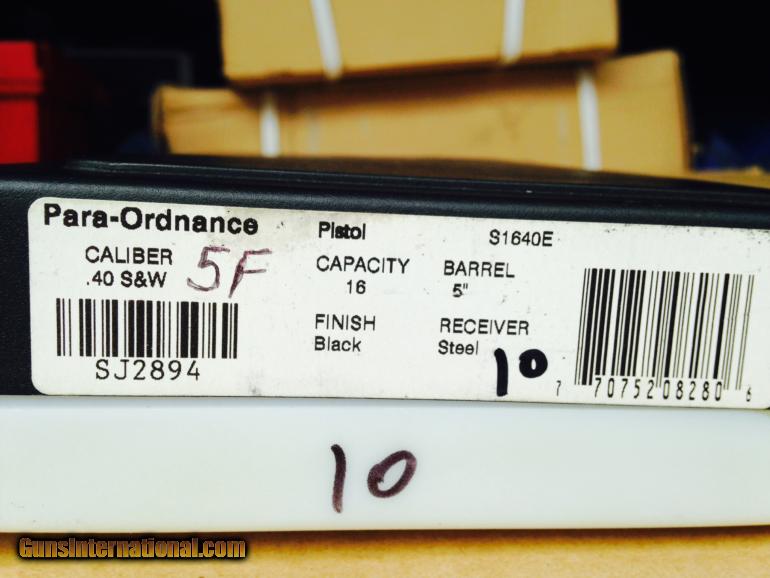 Para-Ordnance Pistol S1640E
CALIBER 5F CAPACITY BARREL
.40 S&W 16 5"
FINISH RECEIVER
Black Steel
SJ2894 10 7 70752 08280 6
10
GunsInternational.com